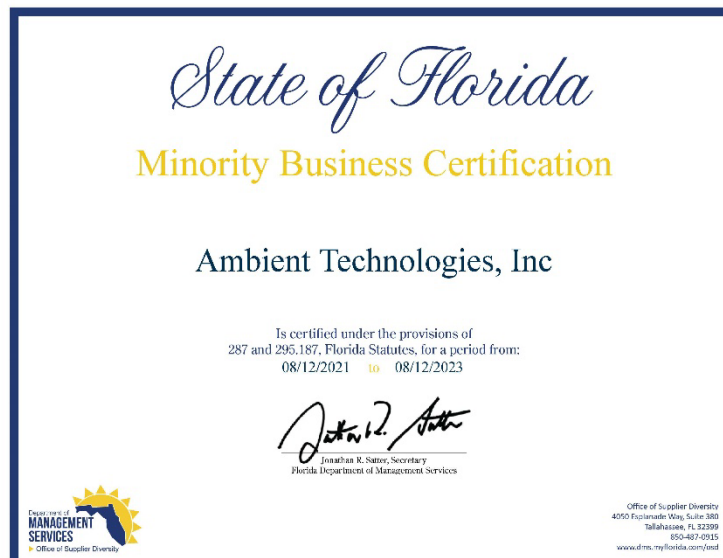 State of Florida
Minority Business Certification
Ambient Technologies, Inc
Is certified under the provisions of
287 and 295.187, Florida Statutes, for a period from:
08/12/2021 to 08/12/2023
Jonathan R. Satter, Secretary
Florida Department of Management Services
Department of
MANAGEMENT
SERVICES
Office of Supplier Diversity
Office of Supplier Diversity
4050 Esplanade Way, Suite 380
Tallahassee, FL 32399
850-487-0915
www.dms.myflorida.com/osd